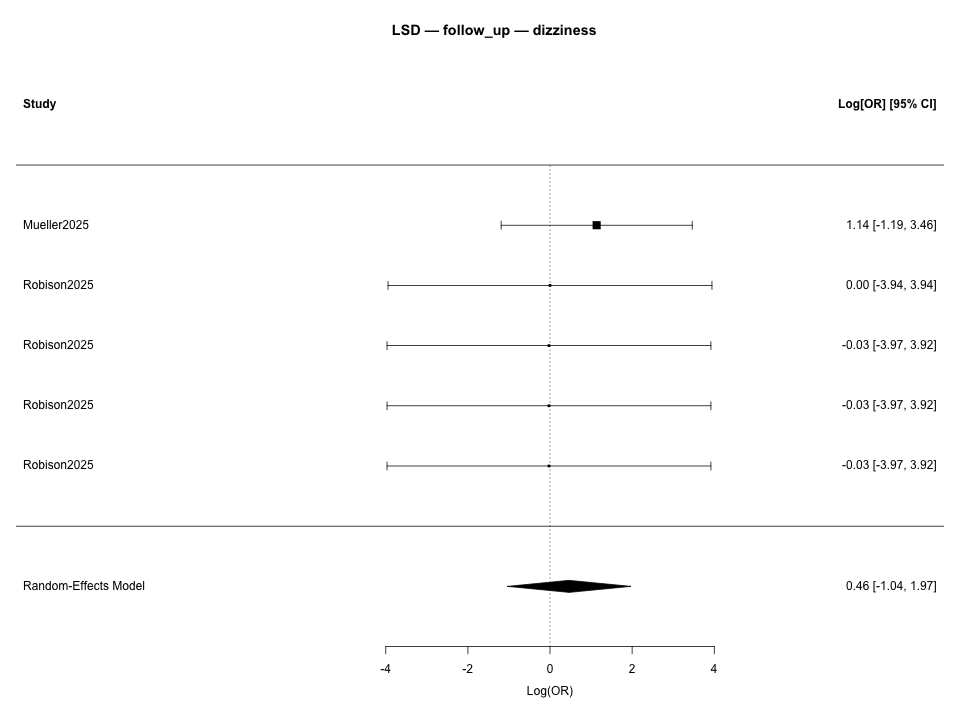 LSD — follow_up — dizziness
Study Log[OR] [95% CI]
Mueller2025 1.14 [-1.19, 3.46]
Robison2025 0.00 [-3.94, 3.94]
Robison2025 -0.03 [-3.97, 3.92]
Robison2025 -0.03 [-3.97, 3.92]
Robison2025 -0.03 [-3.97, 3.92]
Random-Effects Model 0.46 [-1.04, 1.97]
-4 -2 0 2 4
Log(OR)